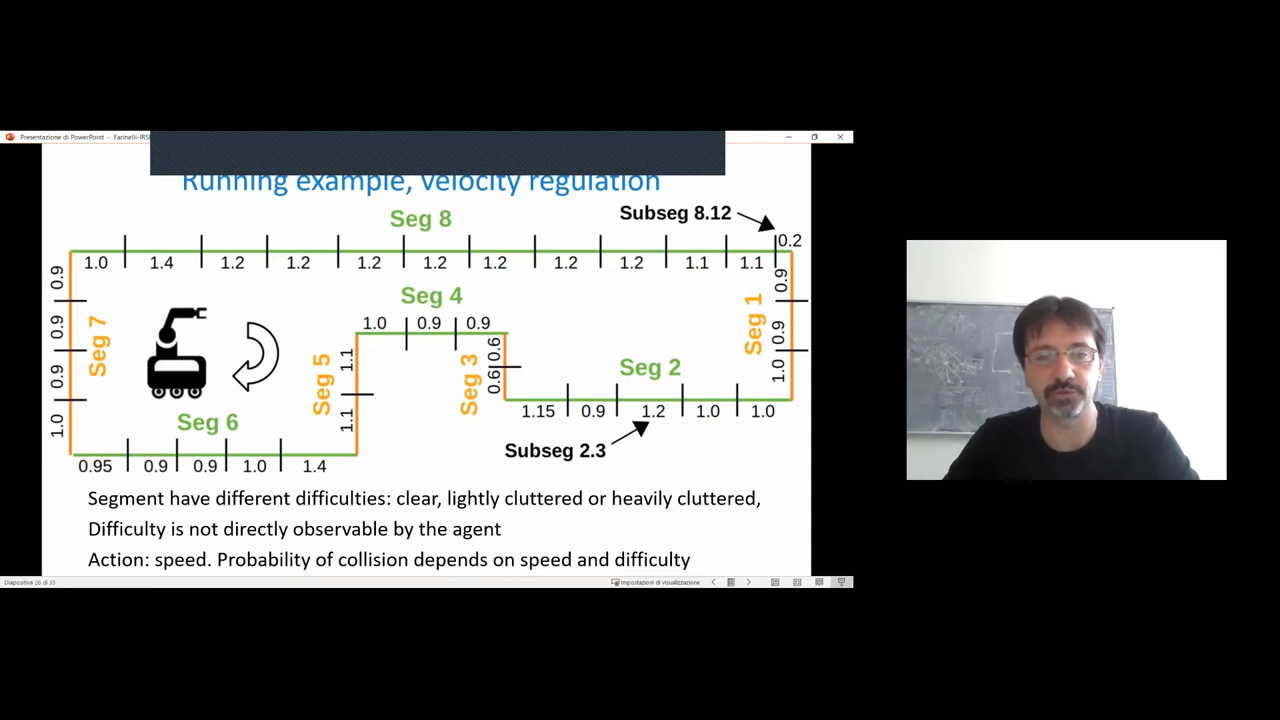 Presentazione di PowerPoint - Farinelli-IRS
Running example, velocity regulation
Seg 8
Subseg 8.12
0.2
1.0 1.4 1.2 1.2 1.2 1.2 1.2 1.2 1.2 1.1 1.1
0.9
0.9
0.9
1.0
Seg 7
Seg 4
1.0 0.9 0.9
Seg 5
1.1
1.1
Seg 3
0.6
0.6
Seg 1
0.9
0.9
1.0
Seg 2
1.15 0.9 1.2 1.0 1.0
Subseg 2.3
Seg 6
0.95 0.9 0.9 1.0 1.4
Segment have different difficulties: clear, lightly cluttered or heavily cluttered,
Difficulty is not directly observable by the agent
Action: speed. Probability of collision depends on speed and difficulty
Diapositiva 26 di 35
Impostazioni di visualizzazione